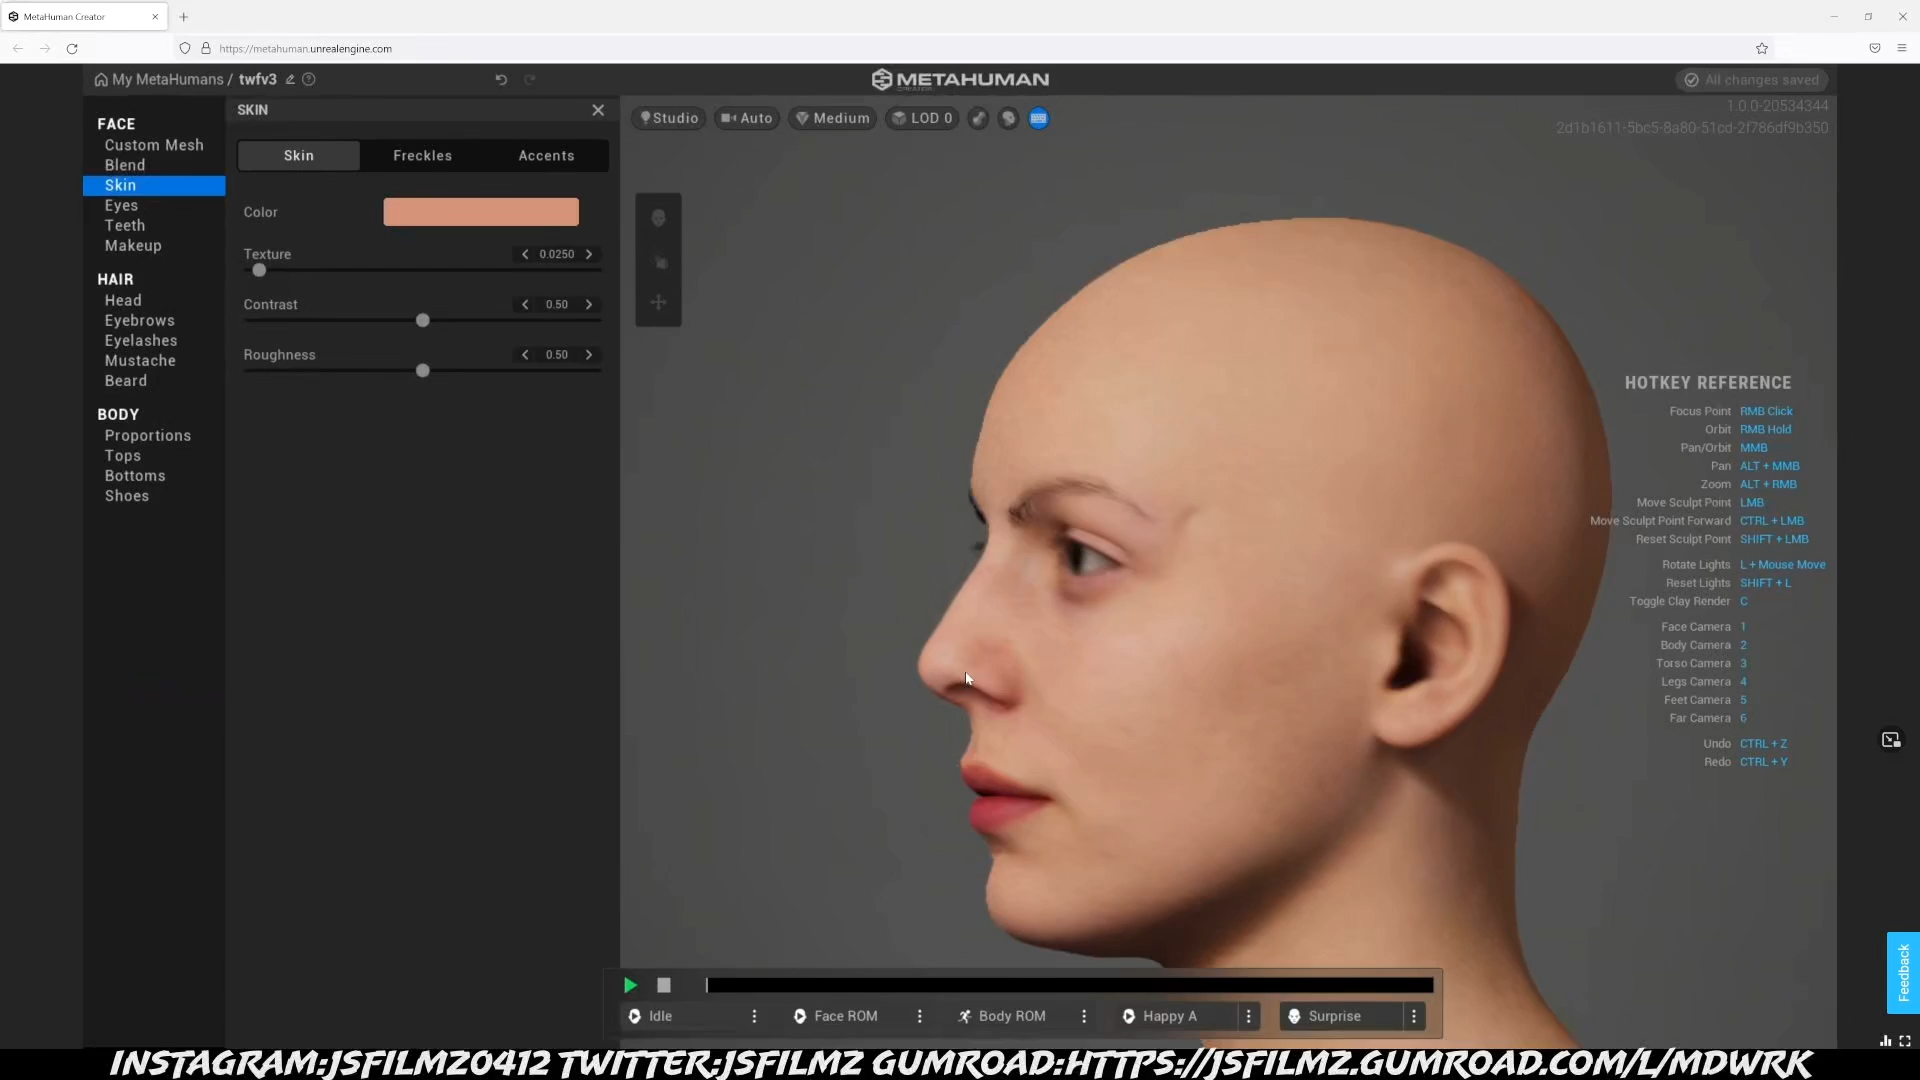 MetaHuman Creator
https://metahuman.unrealengine.com
My MetaHumans / twfv3
METAHUMAN
CREATOR
All changes saved
1.0.0-20534344
2d1b1611-5bc5-8a80-51cd-2f786df9b350
FACE
Custom Mesh
Blend
Skin
Eyes
Teeth
Makeup
HAIR
Head
Eyebrows
Eyelashes
Mustache
Beard
BODY
Proportions
Tops
Bottoms
Shoes
SKIN
Skin Freckles Accents
Color
Texture 0.0250
Contrast 0.50
Roughness 0.50
Studio Auto Medium LOD 0
HOTKEY REFERENCE
Focus Point RMB Click
Orbit RMB Hold
Pan/Orbit MMB
Pan ALT + MMB
Zoom ALT + RMB
Move Sculpt Point LMB
Move Sculpt Point Forward CTRL + LMB
Reset Sculpt Point SHIFT + LMB
Rotate Lights L + Mouse Move
Reset Lights SHIFT + L
Toggle Clay Render C
Face Camera 1
Body Camera 2
Torso Camera 3
Legs Camera 4
Feet Camera 5
Far Camera 6
Undo CTRL + Z
Redo CTRL + Y
Feedback
Idle Face ROM Body ROM Happy A Surprise
INSTAGRAM:JSFILMZ0412 TWITTER:JSFILMZ GUMROAD:HTTPS://JSFILMZ.GUMROAD.COM/L/MDWRK